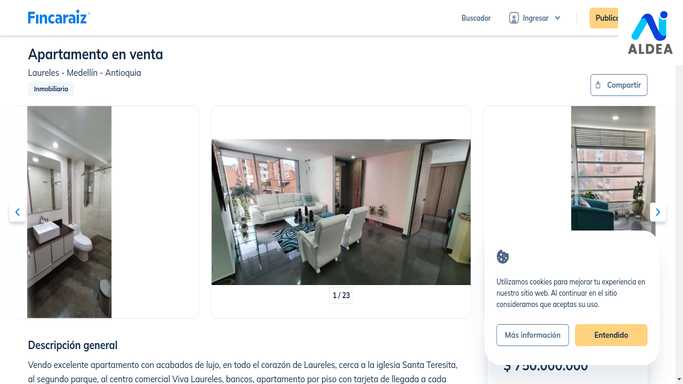 Fincaraiz
Buscador
Ingresar
Public
ALDEA
Apartamento en venta
Laureles - Medellín - Antioquia
Inmobiliario
Compartir
1 / 23
Utilizamos cookies para mejorar tu experiencia en
nuestro sitio web. Al continuar en el sitio
consideramos que aceptas su uso.
Más información
Entendido
$ 750.000.000
Descripción general
Vendo excelente apartamento con acabados de lujo, en todo el corazón de Laureles, cerca a la iglesia Santa Teresita,
al segundo parque, al centro comercial Viva Laureles, bancos, apartamento por piso con tarjeta de llegada a cada